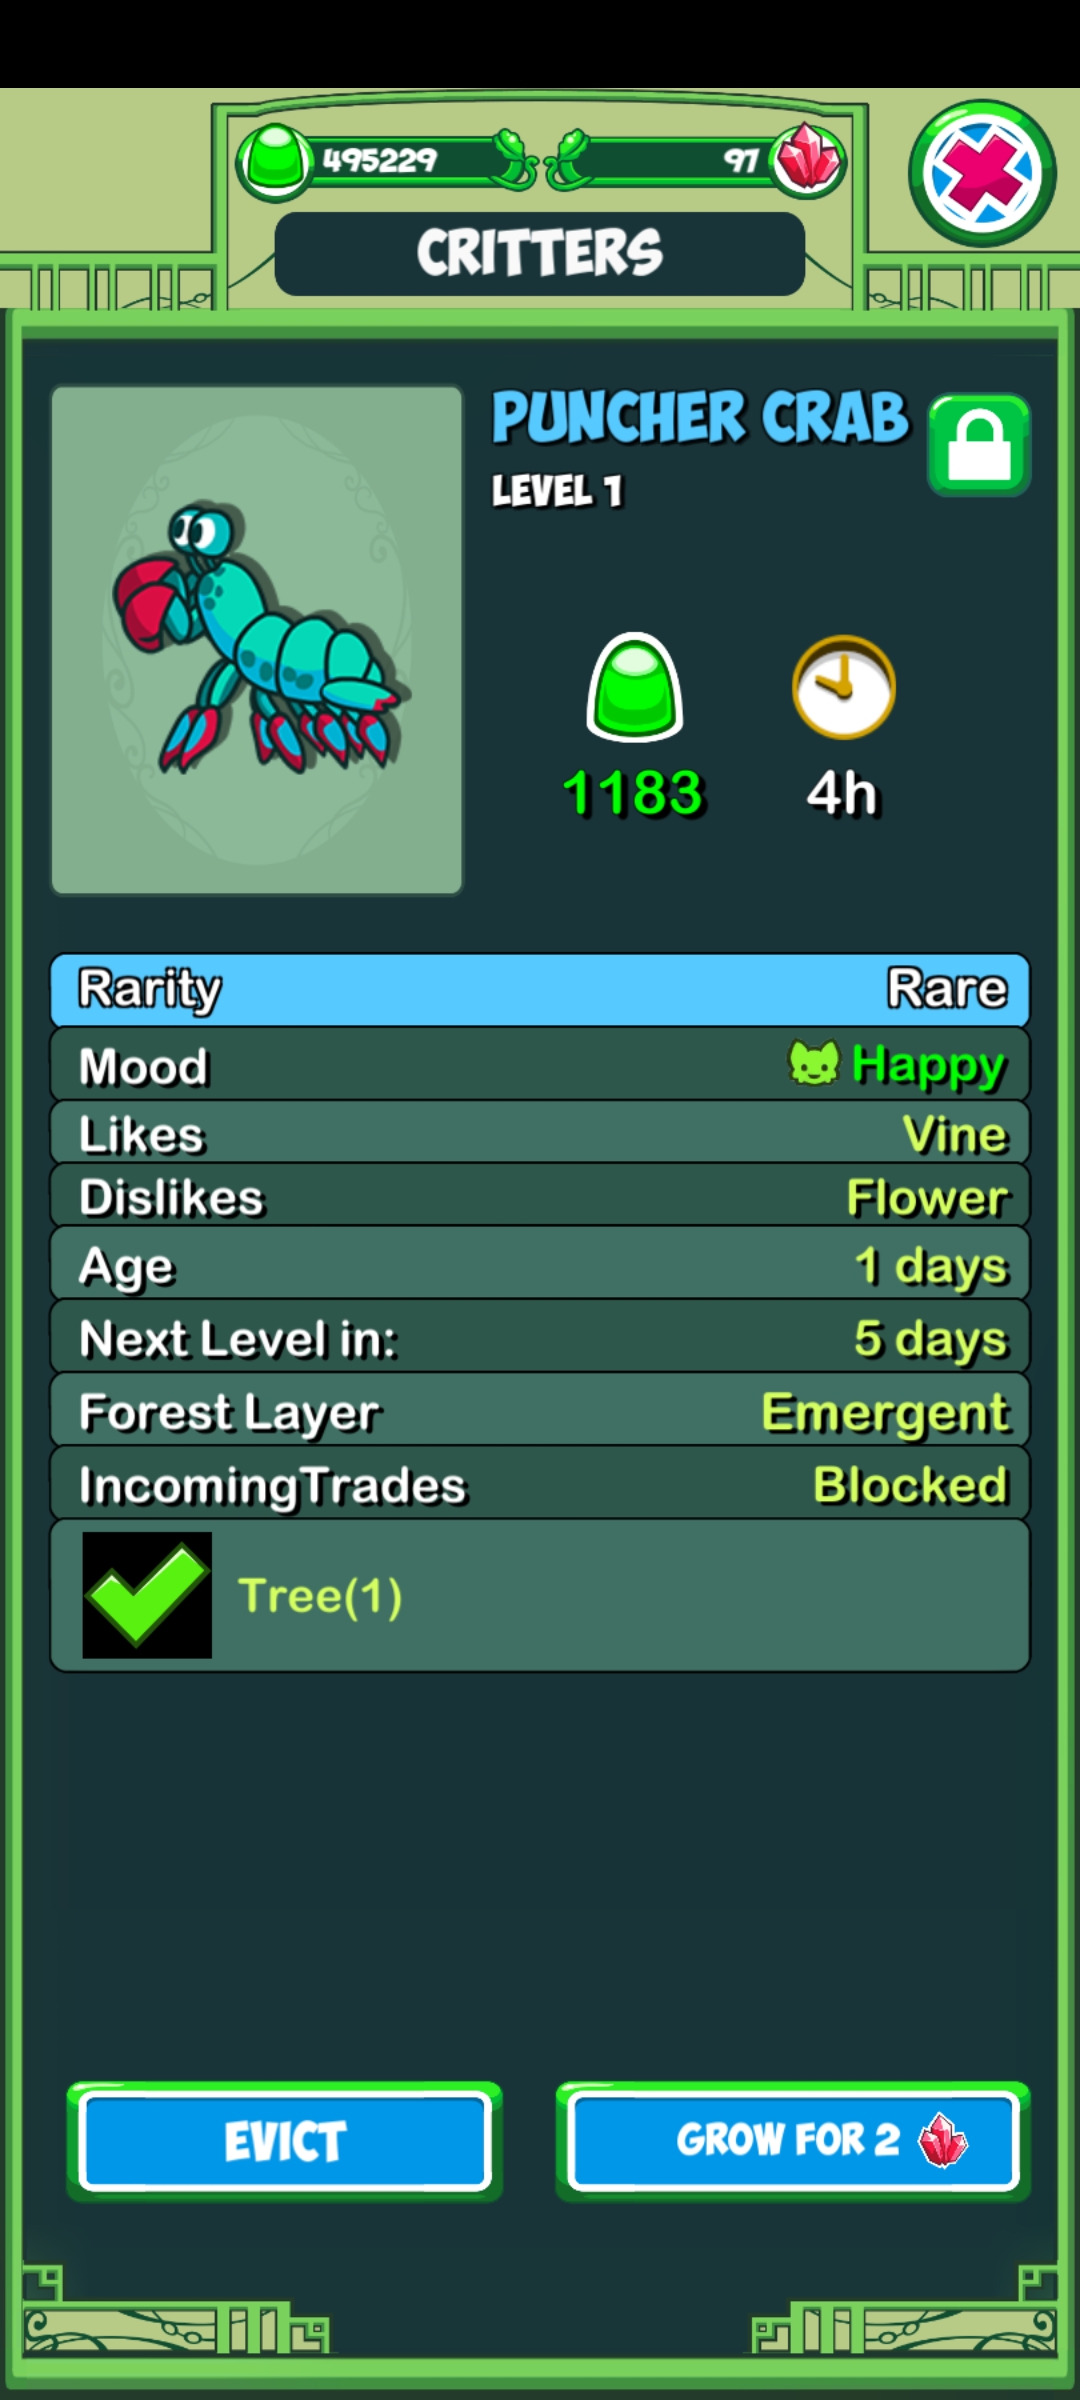 495229
97
CRITTERS
PUNCHER CRAB
LEVEL 1
1183
4h
Rarity Rare
Mood Happy
Likes Vine
Dislikes Flower
Age 1 days
Next Level in: 5 days
Forest Layer Emergent
IncomingTrades Blocked
Tree(1)
EVICT
GROW FOR 2